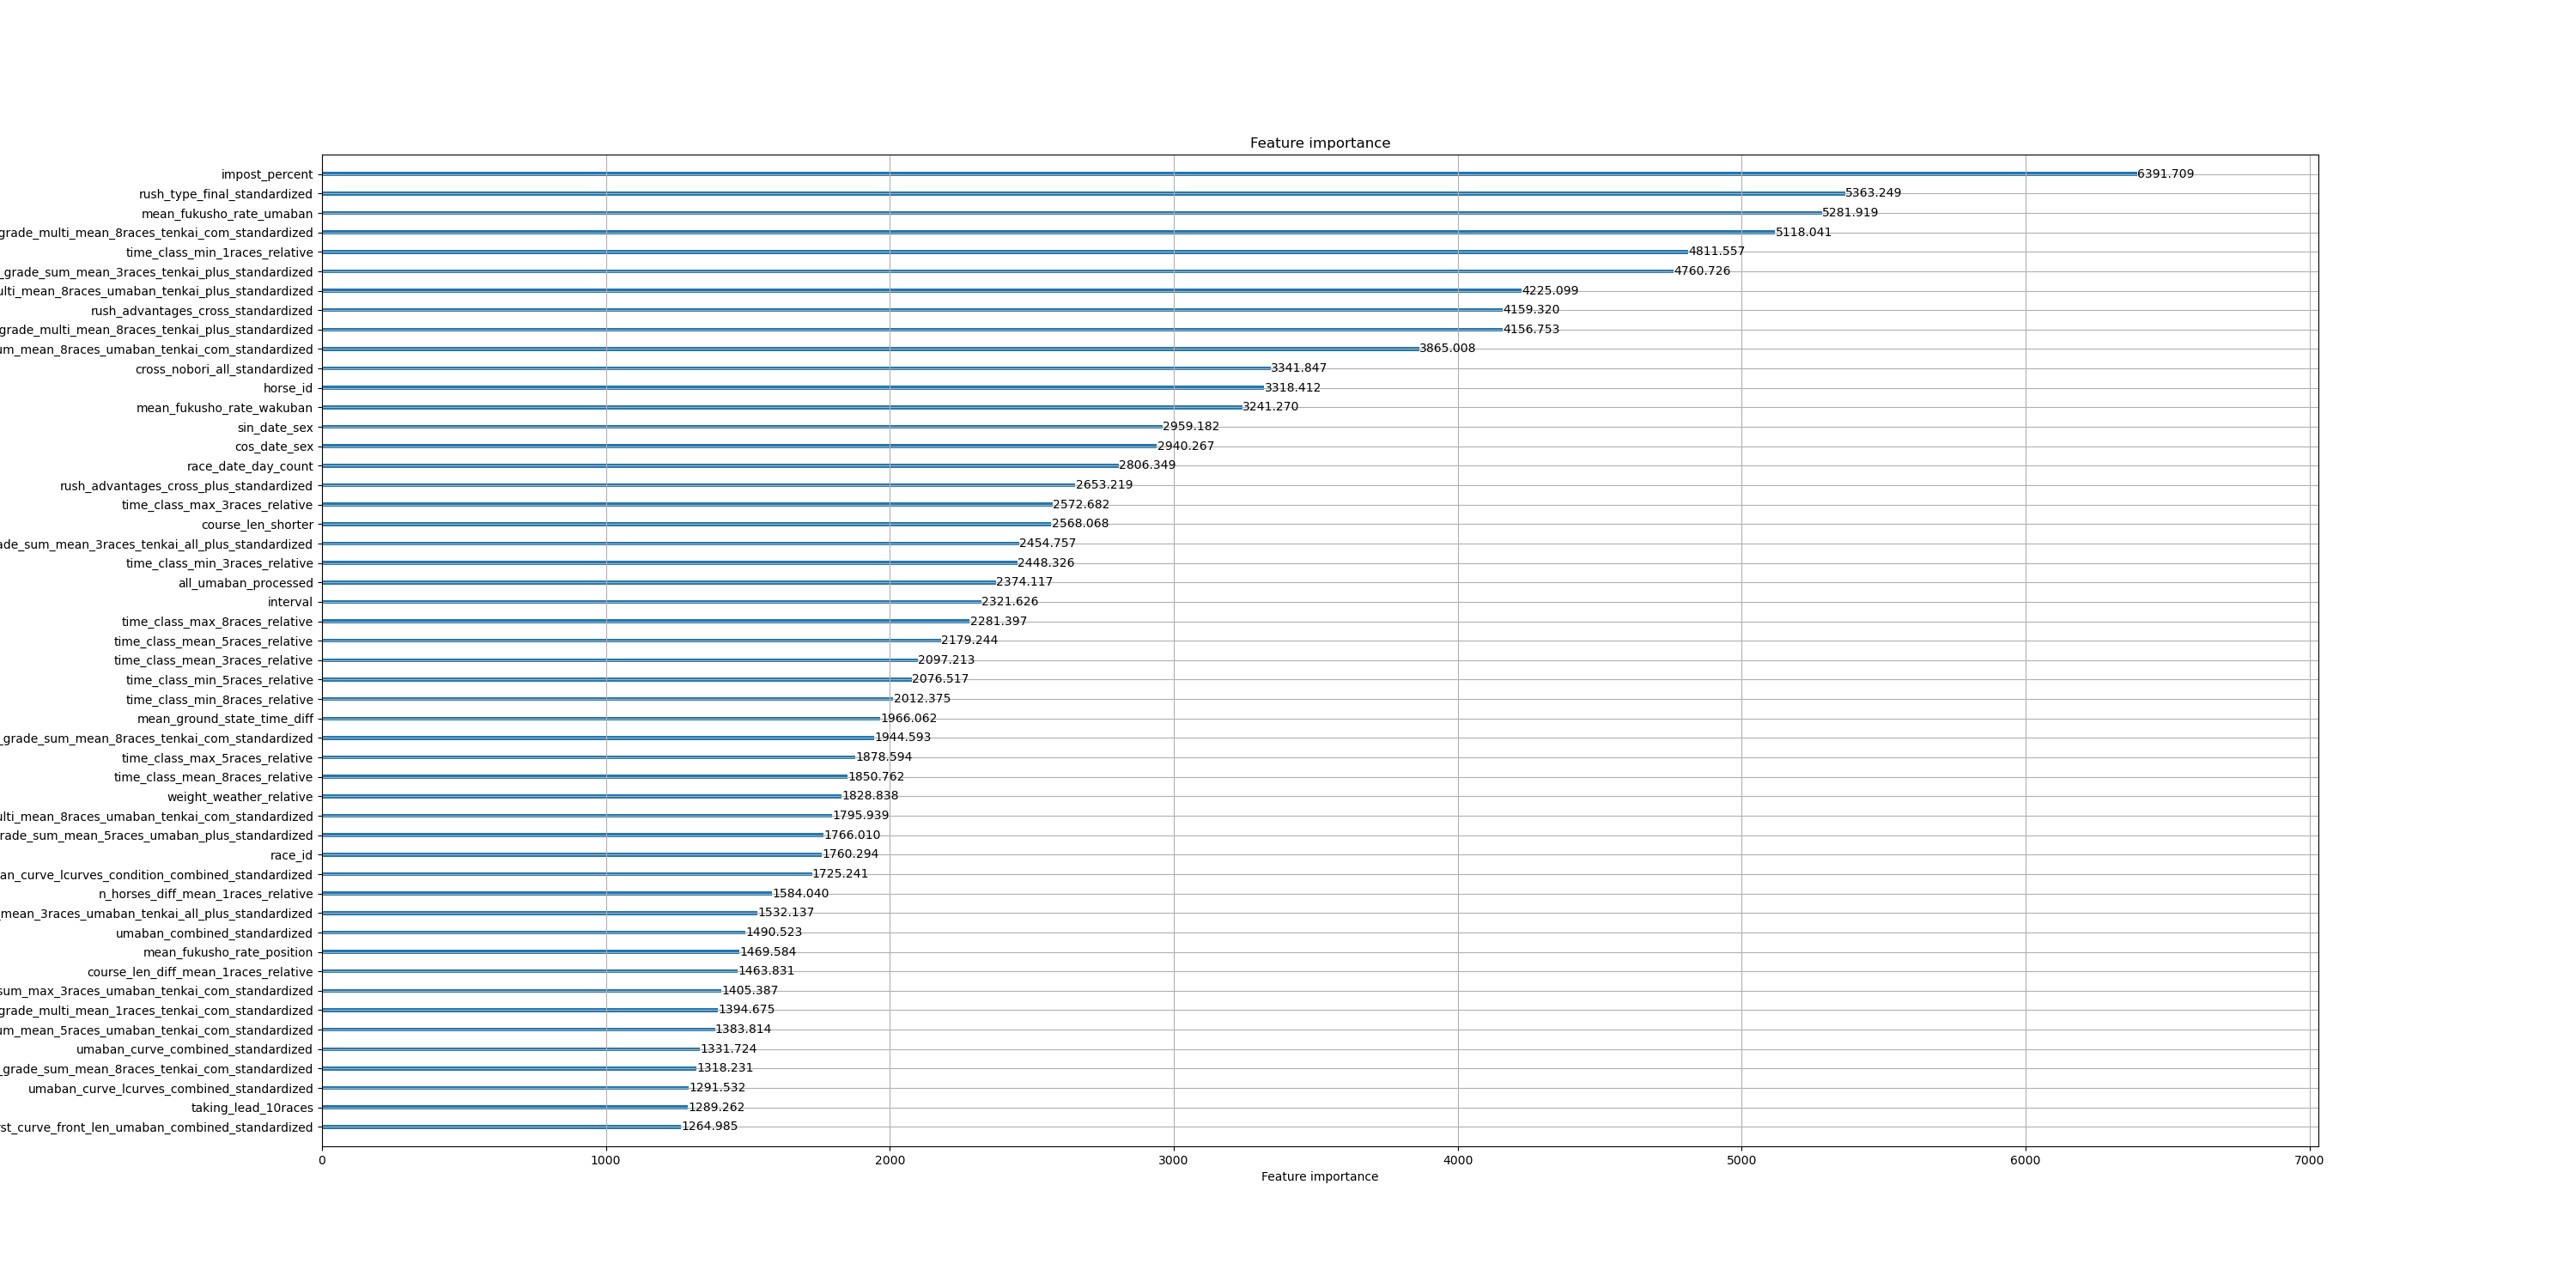 Feature importance
impost_percent 6391.709
rush_type_final_standardized 5363.249
mean_fukusho_rate_umaban 5281.919
grade_multi_mean_8races_tenkai_com_standardized 5118.041
time_class_min_1races_relative 4811.557
_grade_sum_mean_3races_tenkai_plus_standardized 4760.726
ulti_mean_8races_umaban_tenkai_plus_standardized 4225.099
rush_advantages_cross_standardized 4159.320
grade_multi_mean_8races_tenkai_plus_standardized 4156.753
um_mean_8races_umaban_tenkai_com_standardized 3865.008
cross_nobori_all_standardized 3341.847
horse_id 3318.412
mean_fukusho_rate_wakuban 3241.270
sin_date_sex 2959.182
cos_date_sex 2940.267
race_date_day_count 2806.349
rush_advantages_cross_plus_standardized 2653.219
time_class_max_3races_relative 2572.682
course_len_shorter 2568.068
ade_sum_mean_3races_tenkai_all_plus_standardized 2454.757
time_class_min_3races_relative 2448.326
all_umaban_processed 2374.117
interval 2321.626
time_class_max_8races_relative 2281.397
time_class_mean_5races_relative 2179.244
time_class_mean_3races_relative 2097.213
time_class_min_5races_relative 2076.517
time_class_min_8races_relative 2012.375
mean_ground_state_time_diff 1966.062
_grade_sum_mean_8races_tenkai_com_standardized 1944.593
time_class_max_5races_relative 1878.594
time_class_mean_8races_relative 1850.762
weight_weather_relative 1828.838
ulti_mean_8races_umaban_tenkai_com_standardized 1795.939
rade_sum_mean_5races_umaban_plus_standardized 1766.010
race_id 1760.294
an_curve_lcurves_condition_combined_standardized 1725.241
n_horses_diff_mean_1races_relative 1584.040
_mean_3races_umaban_tenkai_all_plus_standardized 1532.137
umaban_combined_standardized 1490.523
mean_fukusho_rate_position 1469.584
course_len_diff_mean_1races_relative 1463.831
sum_max_3races_umaban_tenkai_com_standardized 1405.387
grade_multi_mean_1races_tenkai_com_standardized 1394.675
um_mean_5races_umaban_tenkai_com_standardized 1383.814
umaban_curve_combined_standardized 1331.724
_grade_sum_mean_8races_tenkai_com_standardized 1318.231
umaban_curve_lcurves_combined_standardized 1291.532
taking_lead_10races 1289.262
rst_curve_front_len_umaban_combined_standardized 1264.985
0 1000 2000 3000 4000 5000 6000 7000
Feature importance